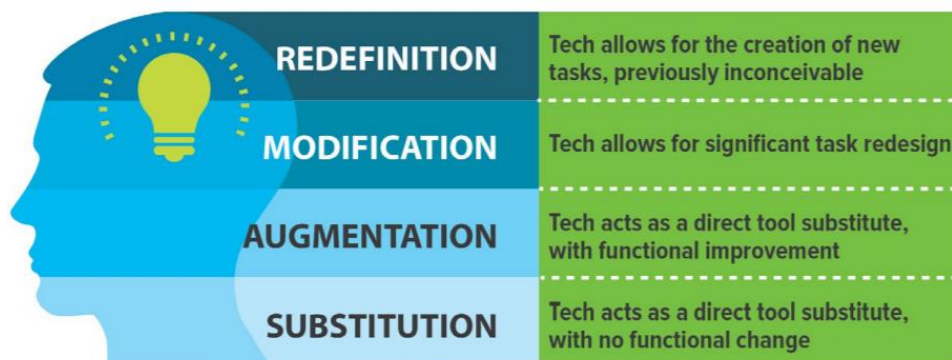 REDEFINITION
Tech allows for the creation of new
tasks, previously inconceivable
MODIFICATION
Tech allows for significant task redesign
AUGMENTATION
Tech acts as a direct tool substitute,
with functional improvement
SUBSTITUTION
Tech acts as a direct tool substitute,
with no functional change